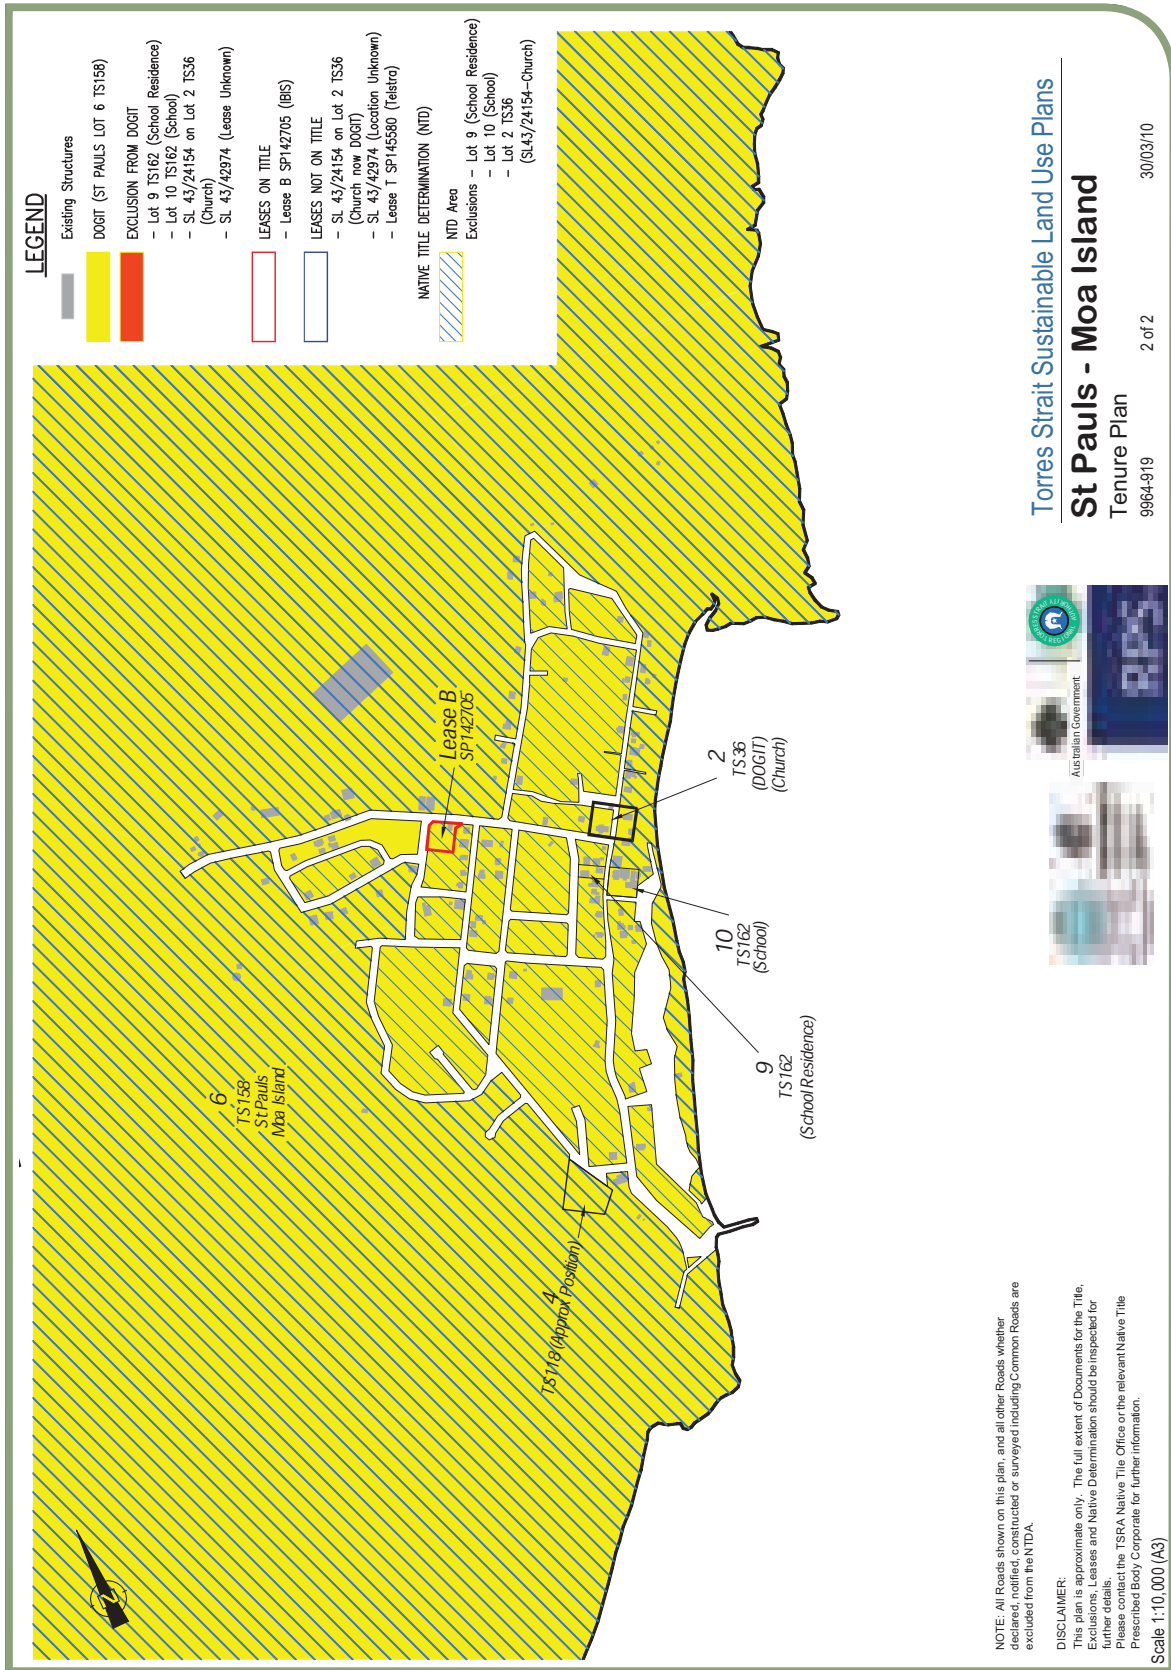 LEGEND
Existing Structures
DOGIT (ST PAULS LOT 6 TS158)
EXCLUSION FROM DOGIT
- Lot 9 TS162 (School Residence)
- Lot 10 TS162 (School)
- SL 43/24154 on Lot 2 TS36
(Church)
- SL 43/42974 (Lease Unknown)
LEASES ON TITLE
- Lease B SP142705 (IBIS)
LEASES NOT ON TITLE
- SL 43/24154 on Lot 2 TS36
(Church now DOGIT)
- SL 43/42974 (Location Unknown)
- Lease T SP145580 (Telstra)
NATIVE TITLE DETERMINATION (NTD)
NTD Area
Exclusions - Lot 9 (School Residence)
- Lot 10 (School)
- Lot 2 TS36
(SL43/24154-Church)
6
TS158
St Pauls
Moa Island
Lease B
SP142705
2
TS36
(DOGIT)
(Church)
10
TS162
(School)
9
TS162
(School Residence)
4
TS118 (Approx Position)
N
NOTE: All Roads shown on this plan, and all other Roads whether
declared, notified, constructed or surveyed including Common Roads are
excluded from the NTDA.
DISCLAIMER:
This plan is approximate only. The full extent of Documents for the Title,
Exclusions, Leases and Native Determination should be inspected for
further details.
Please contact the TSRA Native Tile Office or the relevant Native Title
Prescribed Body Corporate for further information.
Scale 1:10,000 (A3)
Australian Government
TORRES STRAIT REGIONAL AUTHORITY
RPS
Torres Strait Sustainable Land Use Plans
St Pauls - Moa Island
Tenure Plan
9964-919
2 of 2
30/03/10